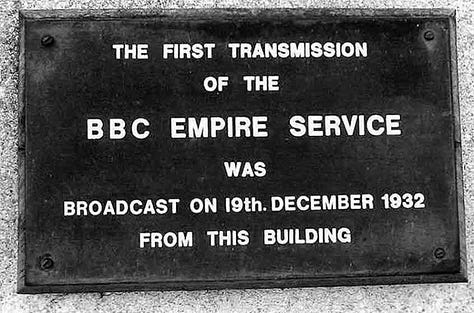 THE FIRST TRANSMISSION
OF THE
BBC EMPIRE SERVICE
WAS
BROADCAST ON 19th. DECEMBER 1932
FROM THIS BUILDING